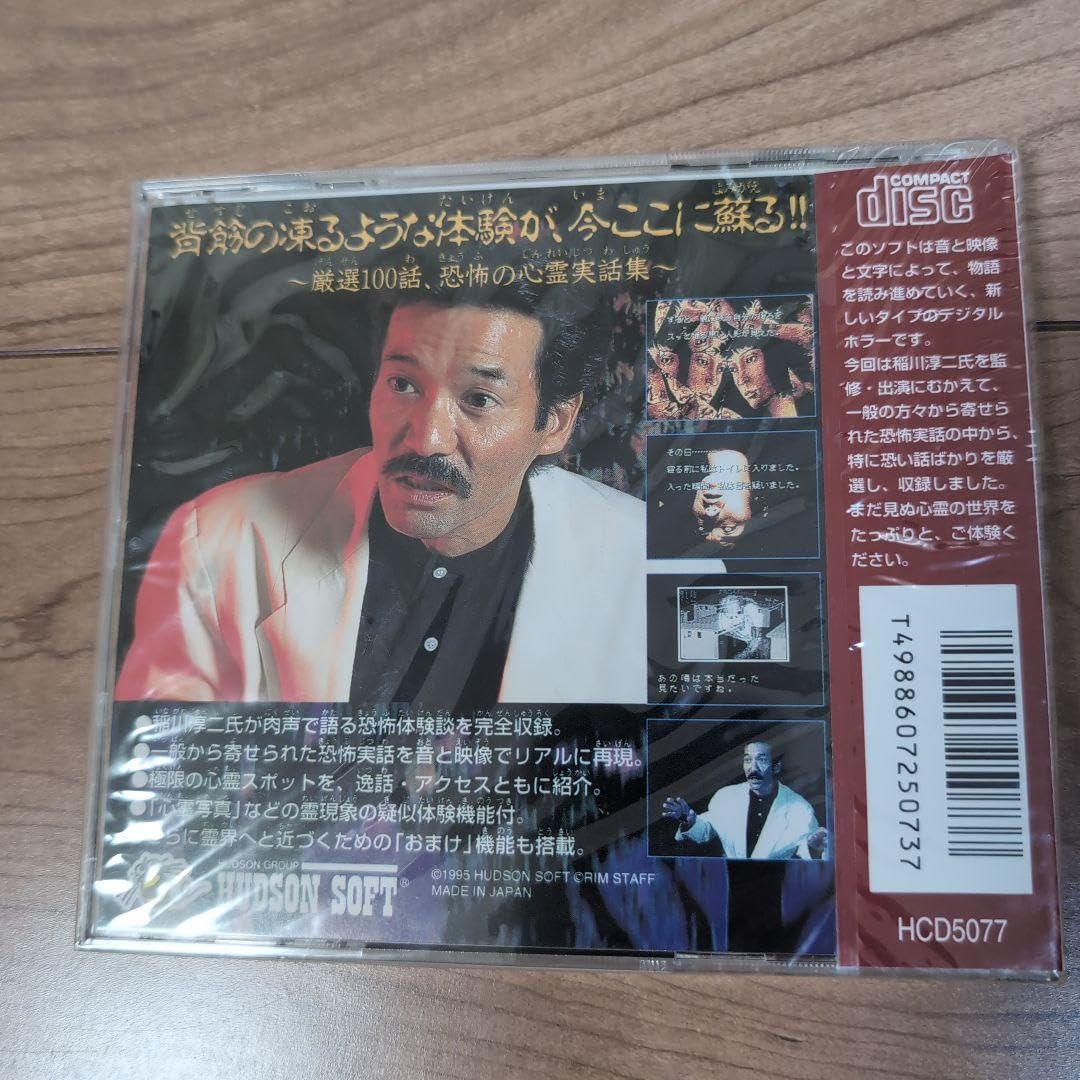 背筋の凍るような体験が、今ここに蘇る!!
～厳選100話、恐怖の心霊実話集～
COMPACT
disc
このソフトは音と映像
と文字によって、物語
を読み進めていく、新
しいタイプのデジタル
ホラーです。
今回は稲川淳二氏を監
修・出演にむかえて、
一般の方々から寄せら
れた恐怖実話の中から、
特に恐い話ばかりを厳
選し、収録しました。
まだ見ぬ心霊の世界を
たっぷりと、ご体験く
ださい。
その日
寝る前に私はトイレに入りました。
入った瞬間、私は目を疑いました。
あの噂は本当だった
見たいですね。
●稲川淳二氏が肉声で語る恐怖体験談を完全収録。
●一般から寄せられた恐怖実話を音と映像でリアルに再現。
●極限の心霊スポットを、逸話・アクセスともに紹介。
●「心霊写真」などの霊現象の疑似体験機能付。
らに霊界へと近づくための「おまけ」機能も搭載。
HUDSON GROUP
HUDSON SOFT®
©1995 HUDSON SOFT ©RIM STAFF
MADE IN JAPAN
T4988607250737
HCD5077